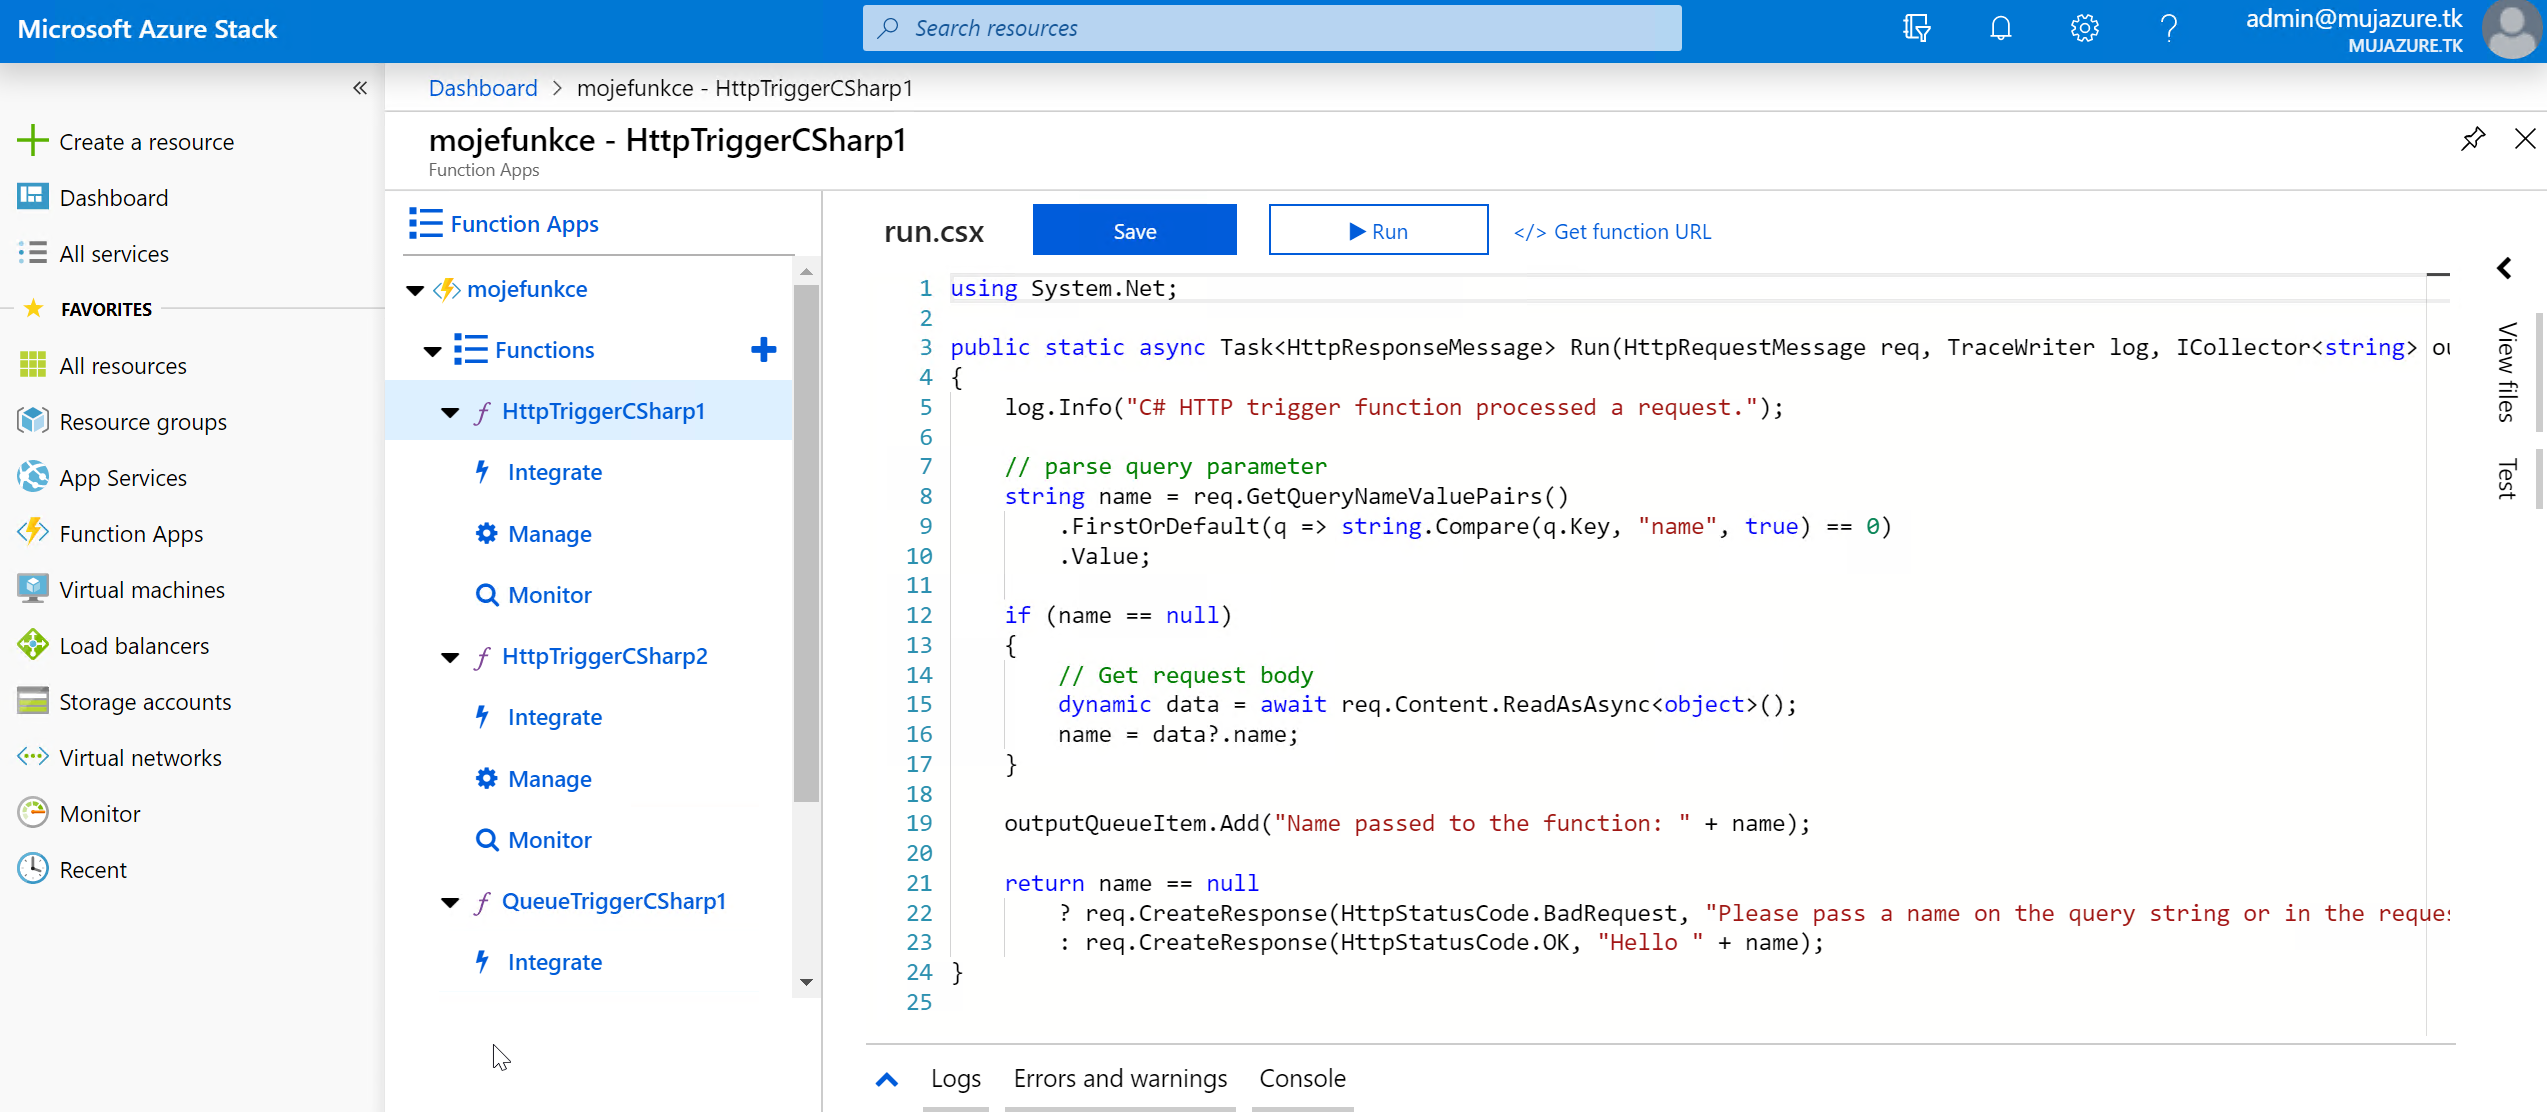 Microsoft Azure Stack
Search resources
admin@mujazure.tk
MUJAZURE.TK
Create a resource
Dashboard
All services
FAVORITES
All resources
Resource groups
App Services
Function Apps
Virtual machines
Load balancers
Storage accounts
Virtual networks
Monitor
Recent
Dashboard > mojefunkce - HttpTriggerCSharp1
mojefunkce - HttpTriggerCSharp1
Function Apps
Function Apps
mojefunkce
Functions
HttpTriggerCSharp1
Integrate
Manage
Monitor
HttpTriggerCSharp2
Integrate
Manage
Monitor
QueueTriggerCSharp1
Integrate
run.csx
Save
Run
</> Get function URL
1 using System.Net;
2
3 public static async Task<HttpResponseMessage> Run(HttpRequestMessage req, TraceWriter log, ICollector<string> ou
4 {
5 log.Info("C# HTTP trigger function processed a request.");
6
7 // parse query parameter
8 string name = req.GetQueryNameValuePairs()
9 .FirstOrDefault(q => string.Compare(q.Key, "name", true) == 0)
10 .Value;
11
12 if (name == null)
13 {
14 // Get request body
15 dynamic data = await req.Content.ReadAsAsync<object>();
16 name = data?.name;
17 }
18
19 outputQueueItem.Add("Name passed to the function: " + name);
20
21 return name == null
22 ? req.CreateResponse(HttpStatusCode.BadRequest, "Please pass a name on the query string or in the reques
23 : req.CreateResponse(HttpStatusCode.OK, "Hello " + name);
24 }
25
View files
Test
Logs
Errors and warnings
Console